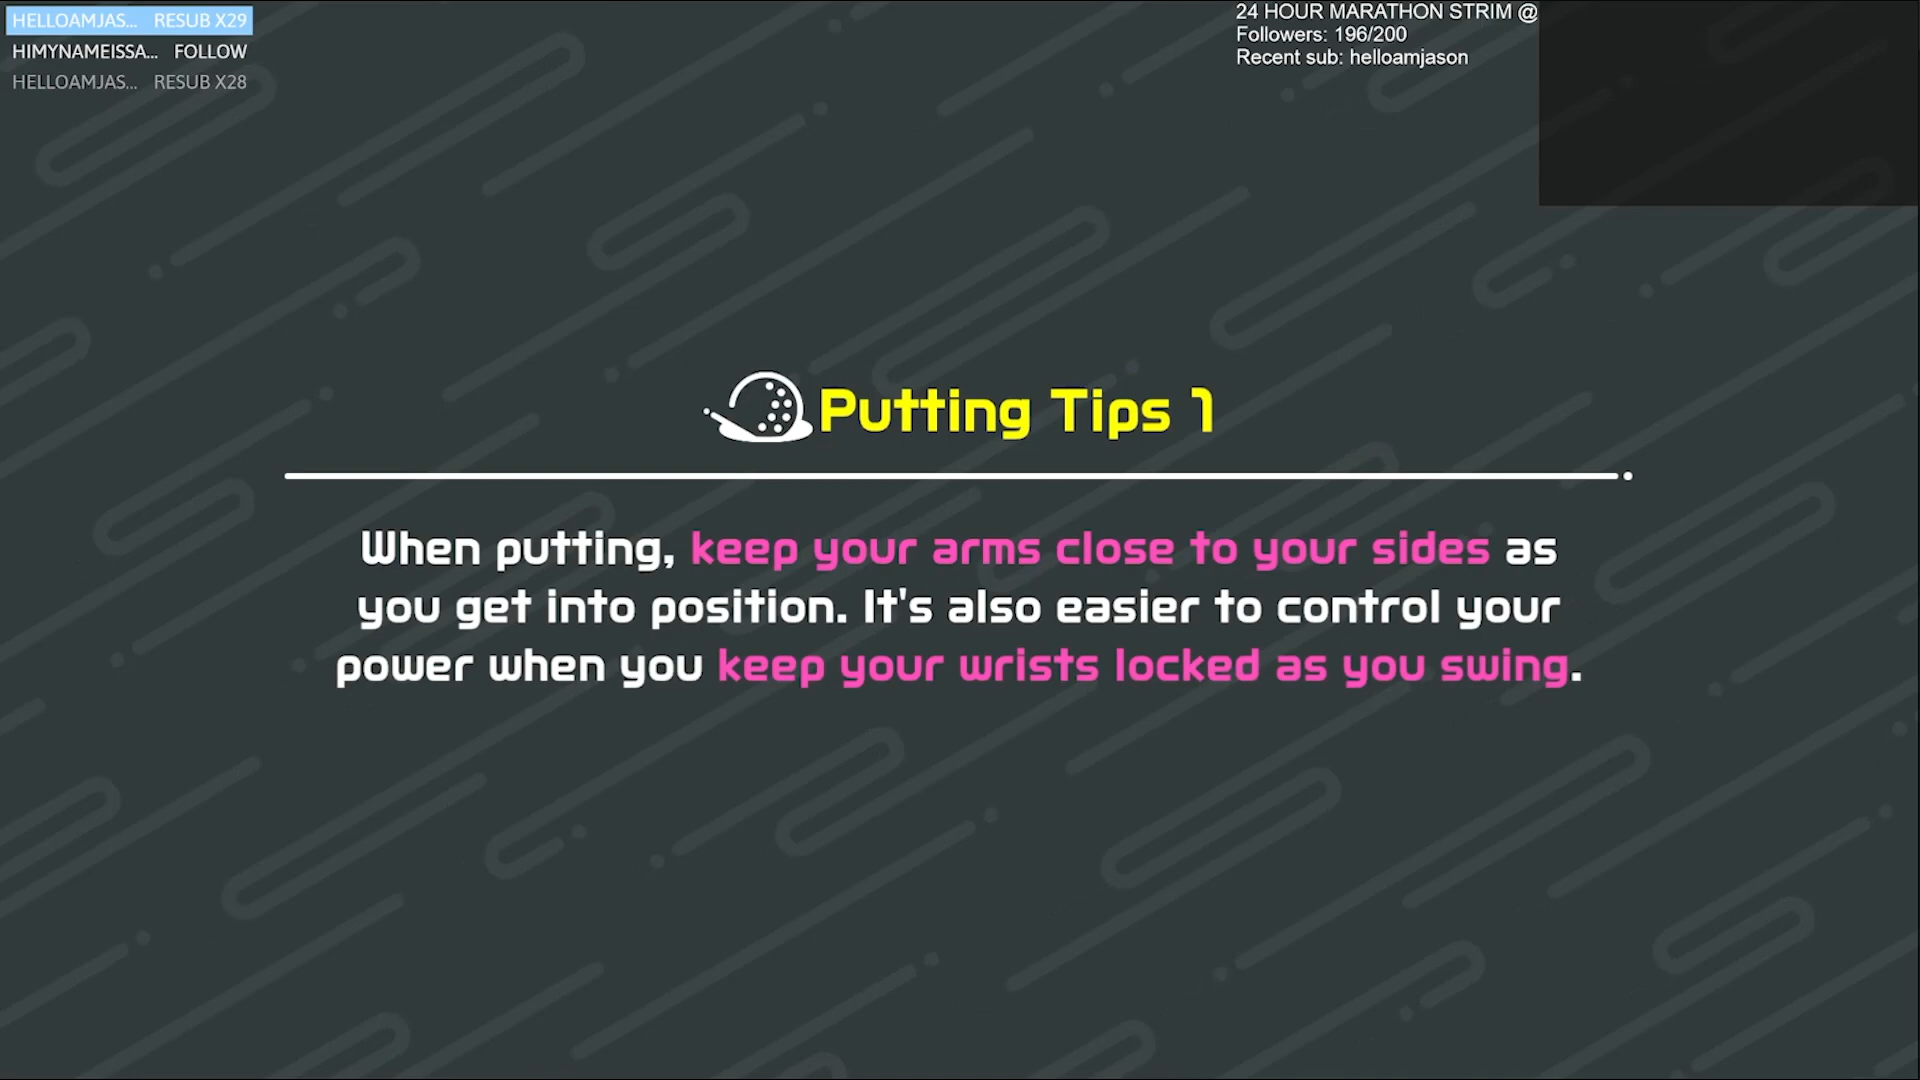 HELLOAMJAS... RESUB X29
HIMYNAMEISSA... FOLLOW
HELLOAMJAS... RESUB X28
24 HOUR MARATHON STRIM @
Followers: 196/200
Recent sub: helloamjason
Putting Tips 1
When putting, keep your arms close to your sides as
you get into position. It's also easier to control your
power when you keep your wrists locked as you swing.